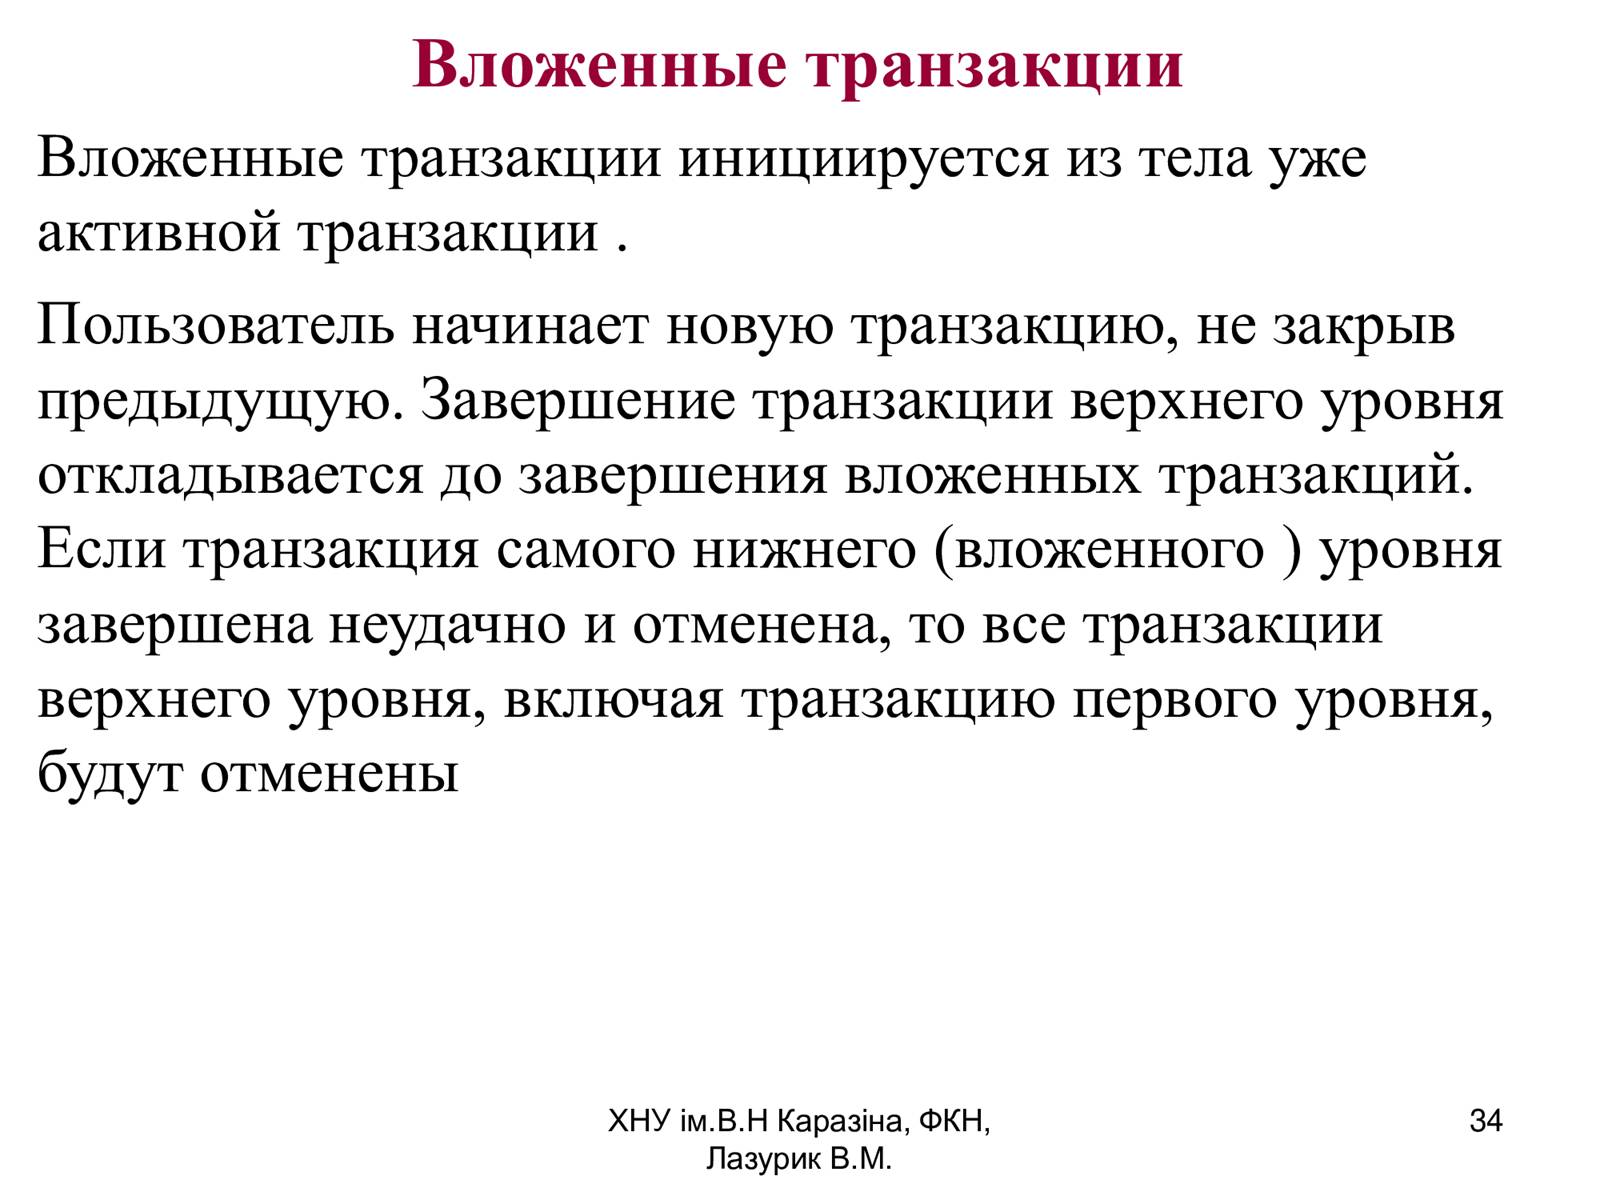 Вложенные транзакции
Вложенные транзакции инициируется из тела уже
активной транзакции .
Пользователь начинает новую транзакцию, не закрыв
предыдущую. Завершение транзакции верхнего уровня
откладывается до завершения вложенных транзакций.
Если транзакция самого нижнего (вложенного ) уровня
завершена неудачно и отменена, то все транзакции
верхнего уровня, включая транзакцию первого уровня,
будут отменены
ХНУ ім.В.Н Каразіна, ФКН,
Лазурик В.М.
34